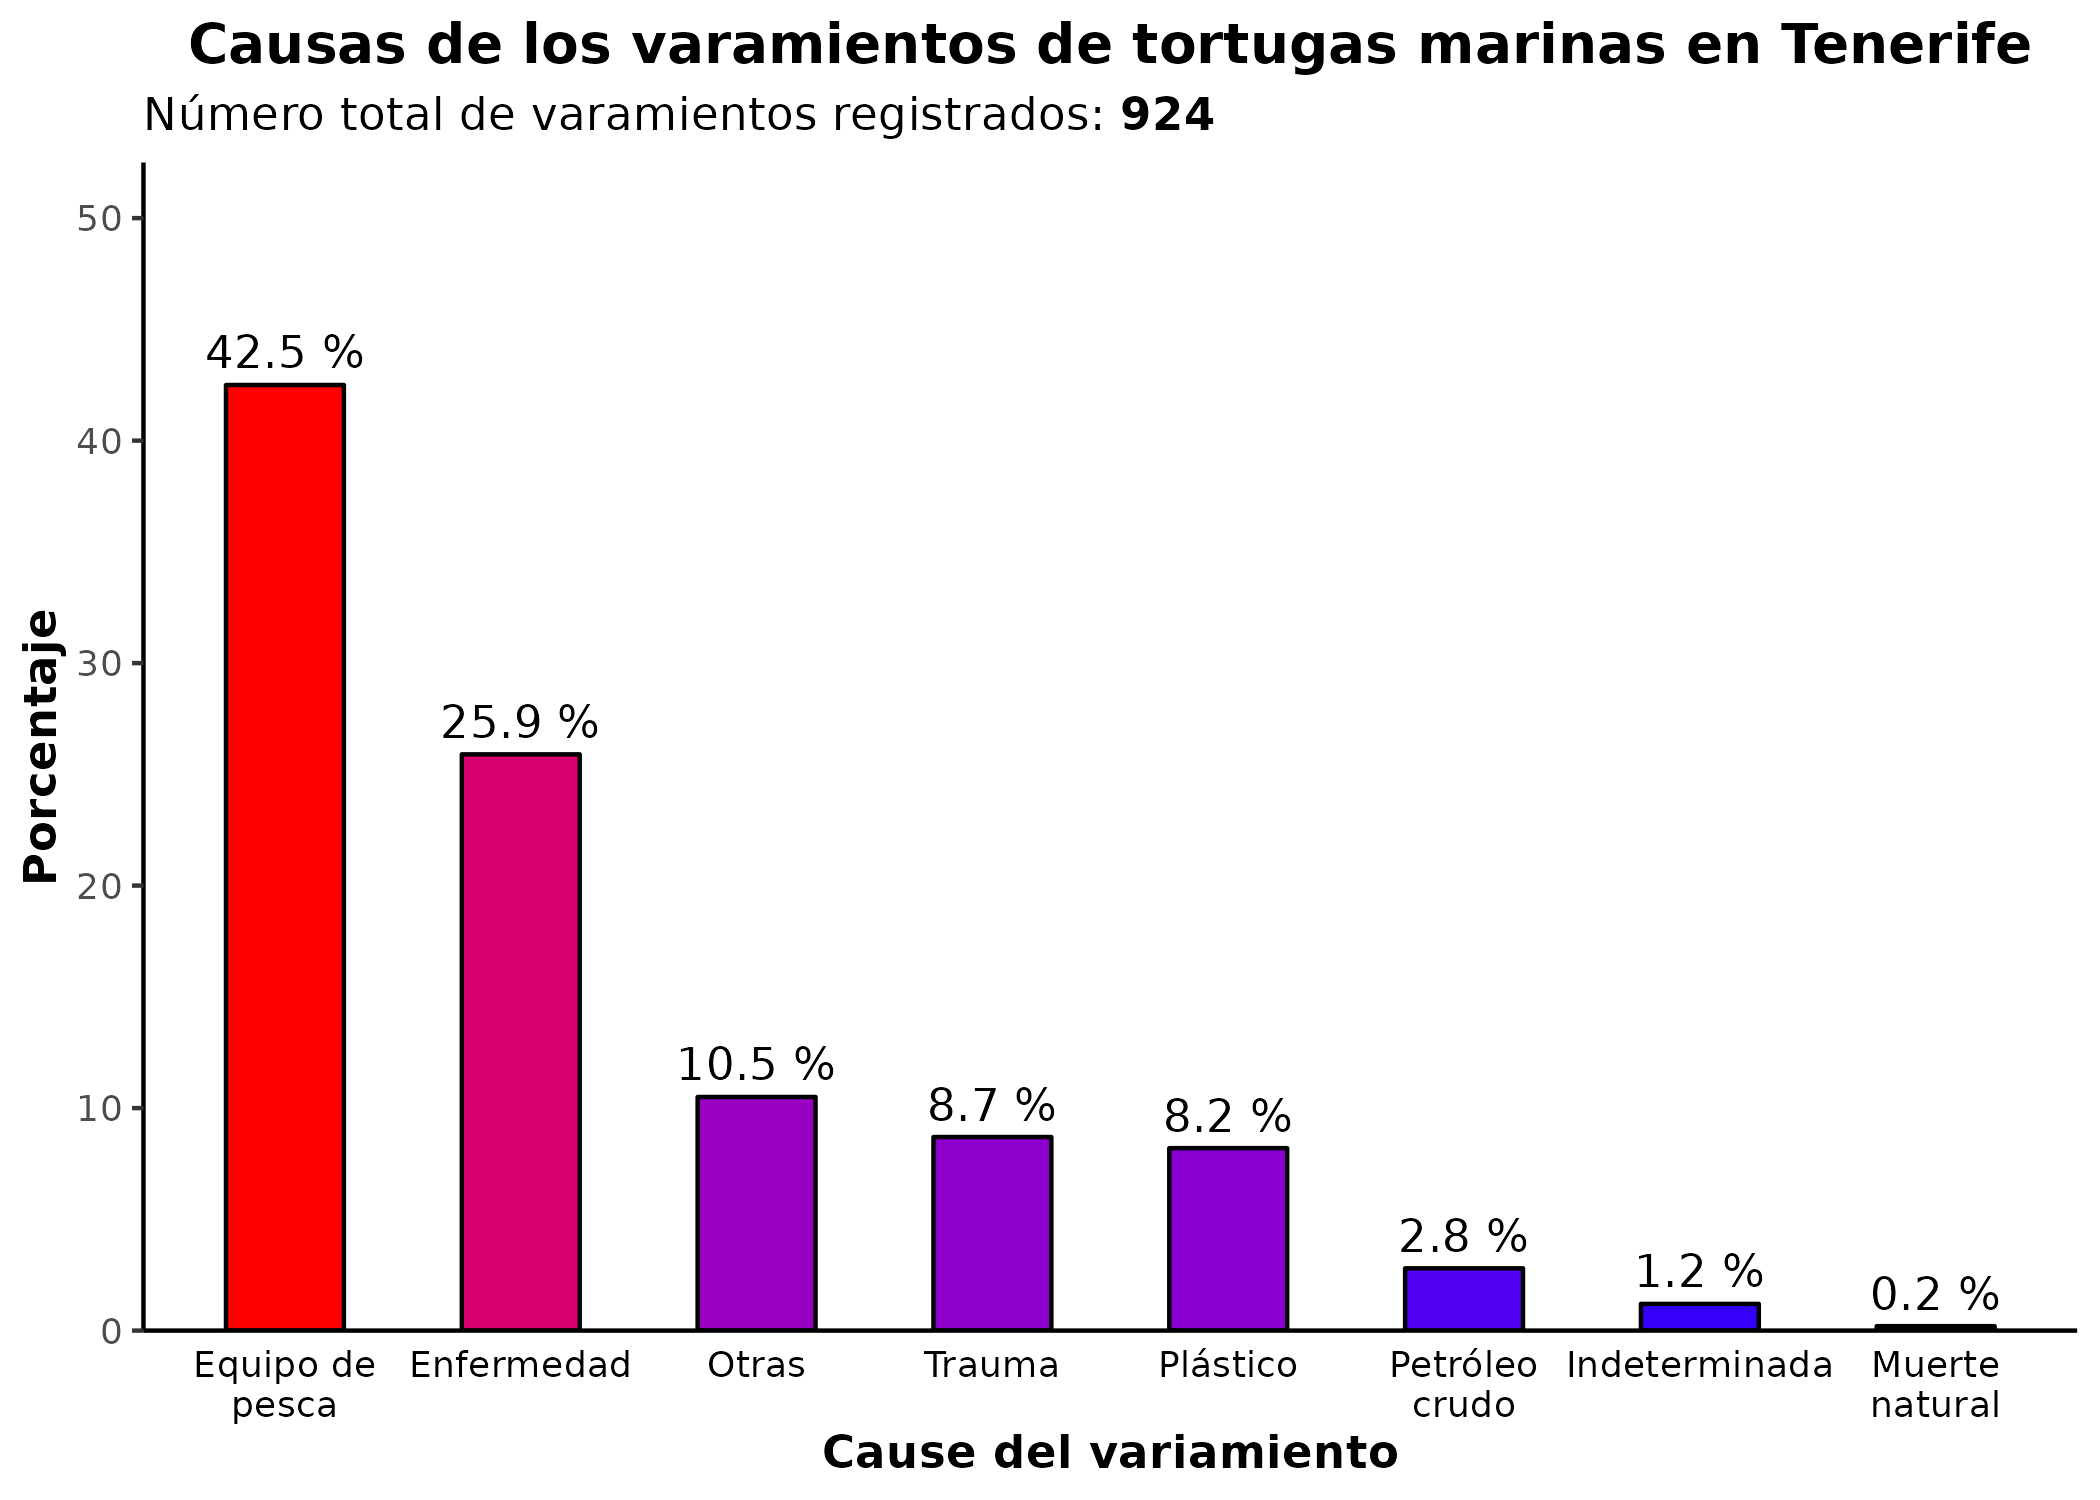 Causas de los varamientos de tortugas marinas en Tenerife
Número total de varamientos registrados: 924
Porcentaje
50
40
30
20
10
0
42.5 %
25.9 %
10.5 %
8.7 %
8.2 %
2.8 %
1.2 %
0.2 %
Equipo de
pesca
Enfermedad
Otras
Trauma
Plástico
Petróleo
crudo
Indeterminada
Muerte
natural
Cause del variamiento